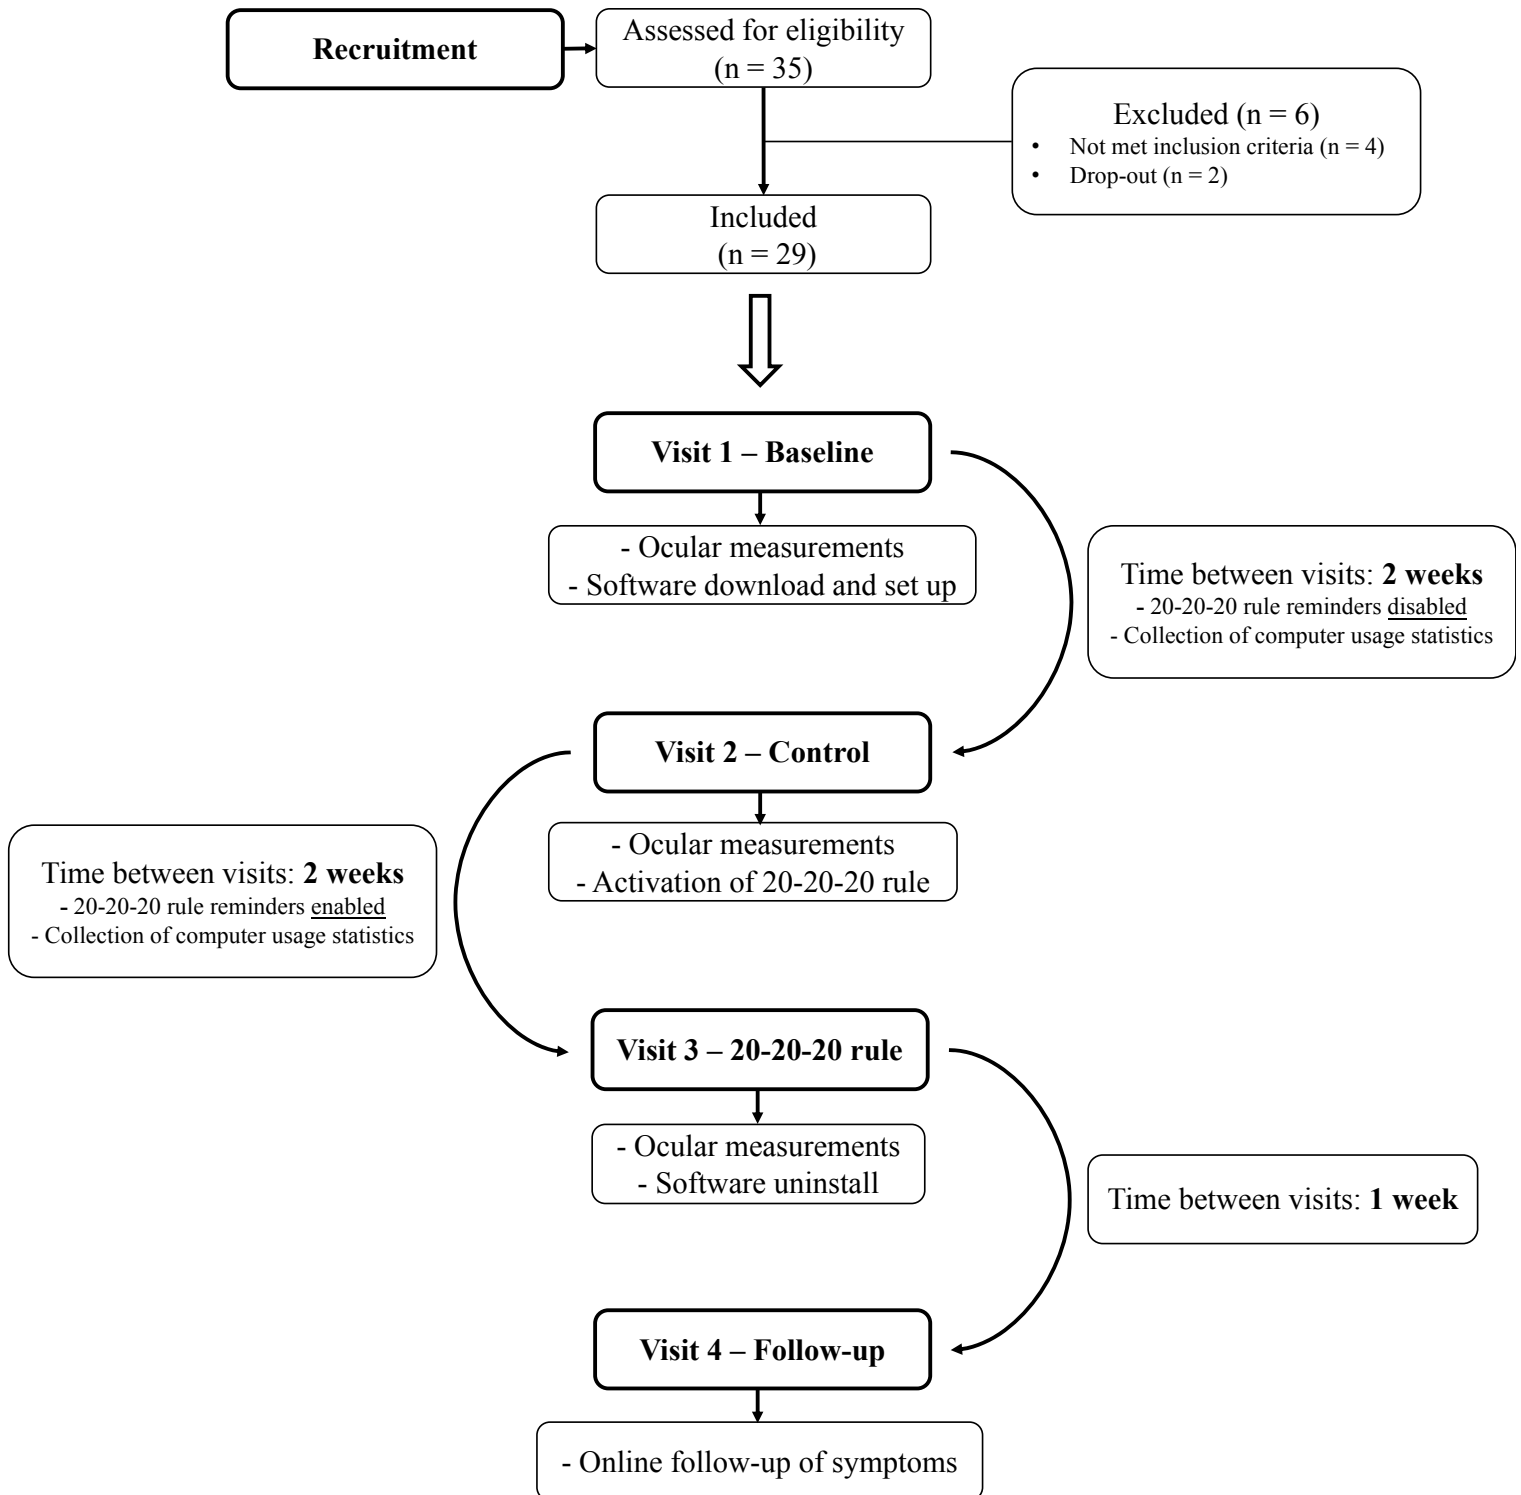 Recruitment
Assessed for eligibility
(n = 35)
Excluded (n = 6)
• Not met inclusion criteria (n = 4)
• Drop-out (n = 2)
Included
(n = 29)
Visit 1 – Baseline
- Ocular measurements
- Software download and set up
Time between visits: 2 weeks
- 20-20-20 rule reminders disabled
- Collection of computer usage statistics
Visit 2 – Control
- Ocular measurements
- Activation of 20-20-20 rule
Time between visits: 2 weeks
- 20-20-20 rule reminders enabled
- Collection of computer usage statistics
Visit 3 – 20-20-20 rule
- Ocular measurements
- Software uninstall
Time between visits: 1 week
Visit 4 – Follow-up
- Online follow-up of symptoms